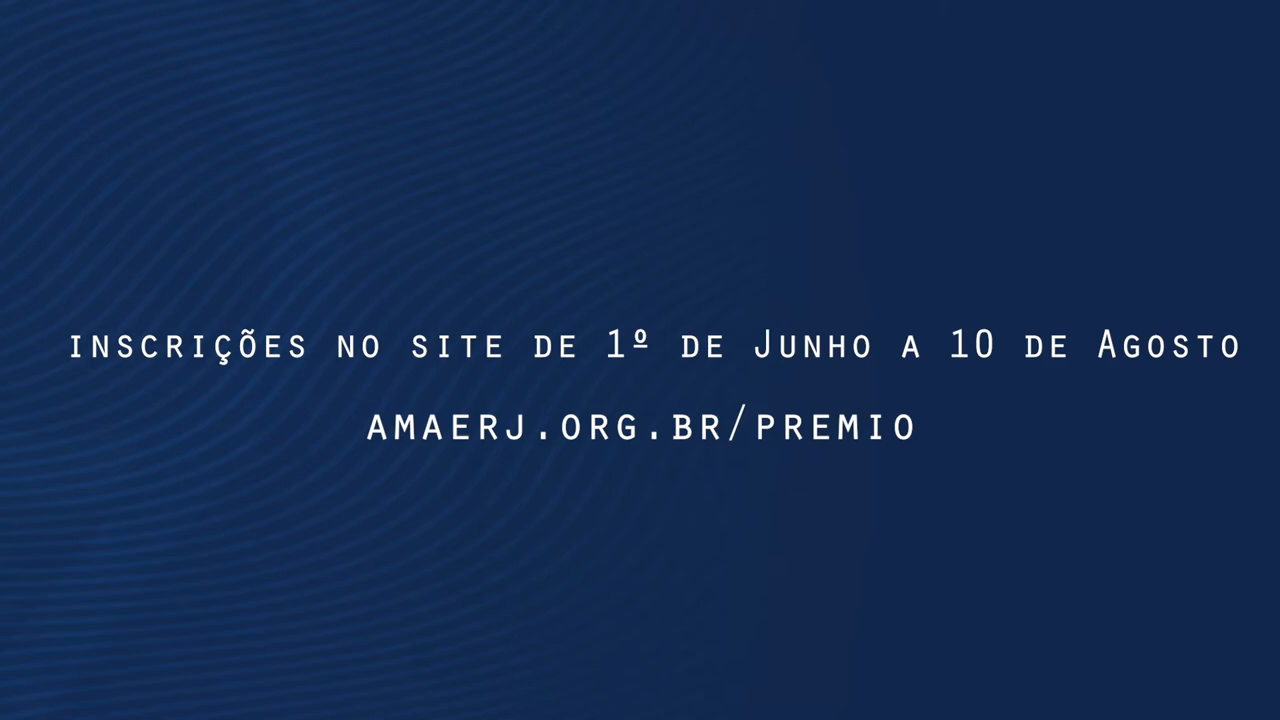 INSCRIÇÕES NO SITE DE 1º DE JUNHO A 10 DE AGOSTO
AMAERJ.ORG.BR/PREMIO